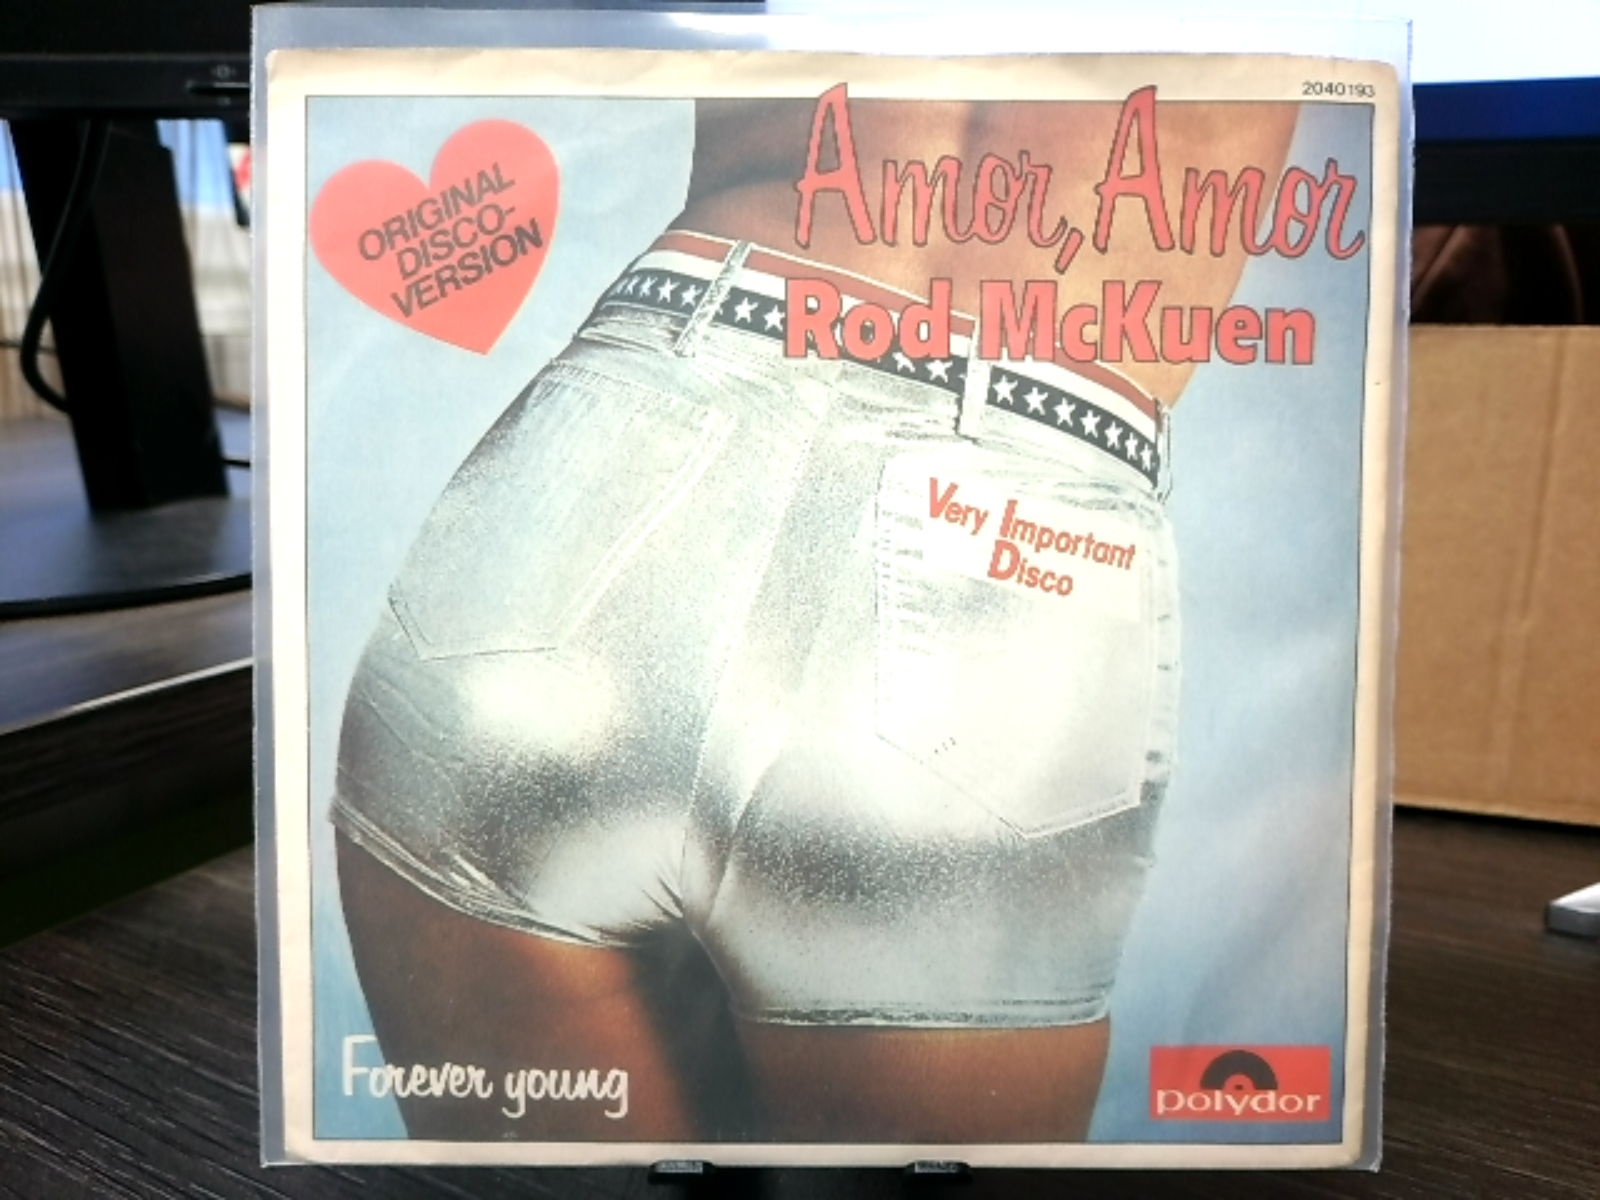 2040193
Amor, Amor
Rod McKuen
ORIGINAL
DISCO-
VERSION
Very Important
Disco
Forever young
polydor